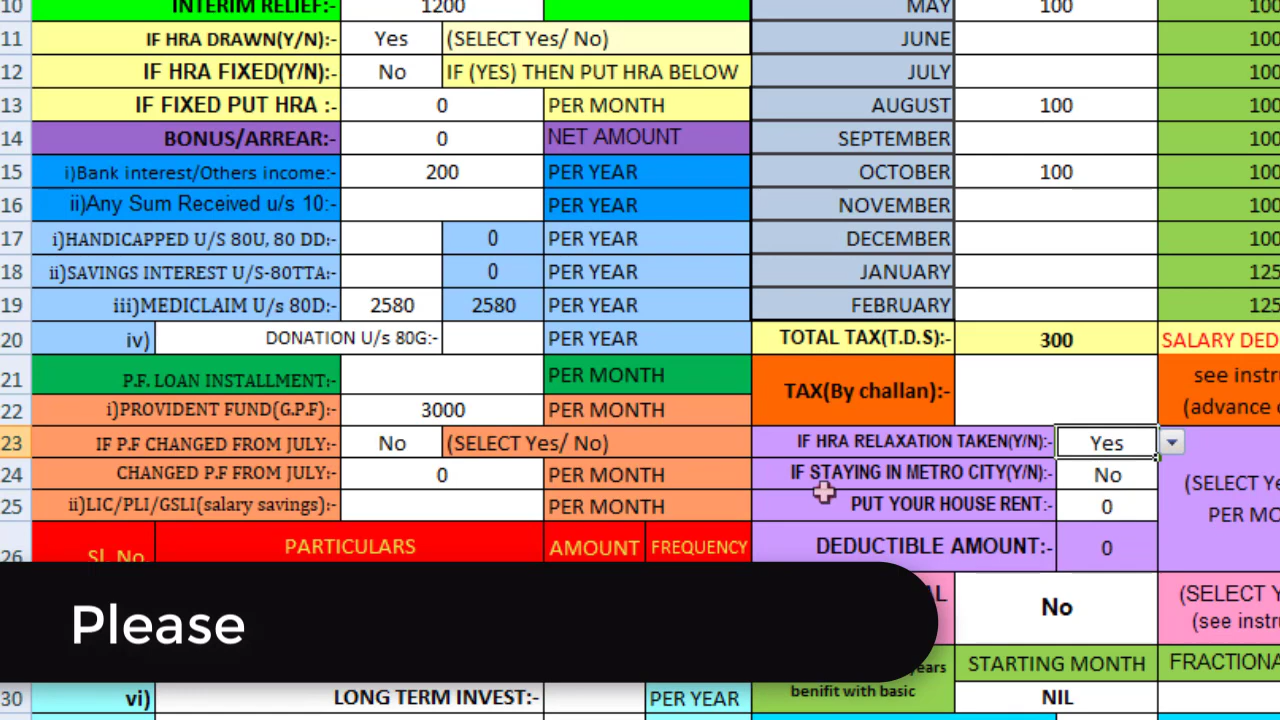 10 INTERIM RELIEF:- 1200 MAY 100 100
11 IF HRA DRAWN(Y/N):- Yes (SELECT Yes/ No) JUNE 100
12 IF HRA FIXED(Y/N):- No IF (YES) THEN PUT HRA BELOW JULY 100
13 IF FIXED PUT HRA :- 0 PER MONTH AUGUST 100 100
14 BONUS/ARREAR:- 0 NET AMOUNT SEPTEMBER 100
15 i)Bank interest/Others income:- 200 PER YEAR OCTOBER 100 100
16 ii)Any Sum Received u/s 10:- PER YEAR NOVEMBER 100
17 i)HANDICAPPED U/S 80U, 80 DD:- 0 PER YEAR DECEMBER 100
18 ii)SAVINGS INTEREST U/S-80TTA:- 0 PER YEAR JANUARY 125
19 iii)MEDICLAIM U/s 80D:- 2580 2580 PER YEAR FEBRUARY 125
20 iv) DONATION U/s 80G:- PER YEAR TOTAL TAX(T.D.S):- 300 SALARY DED
21 P.F. LOAN INSTALLMENT:- PER MONTH TAX(By challan):- see instru
22 i)PROVIDENT FUND(G.P.F):- 3000 PER MONTH (advance c
23 IF P.F CHANGED FROM JULY:- No (SELECT Yes/ No) IF HRA RELAXATION TAKEN(Y/N):- Yes
24 CHANGED P.F FROM JULY:- 0 PER MONTH IF STAYING IN METRO CITY(Y/N):- No (SELECT Ye
25 ii)LIC/PLI/GSLI(salary savings):- PER MONTH PUT YOUR HOUSE RENT:- 0 PER MO
26 Sl. No. PARTICULARS AMOUNT FREQUENCY DEDUCTIBLE AMOUNT:- 0
Please
AL No (SELECT Y
(see instru
years
benifit with basic STARTING MONTH FRACTIONA
30 vi) LONG TERM INVEST:- PER YEAR NIL